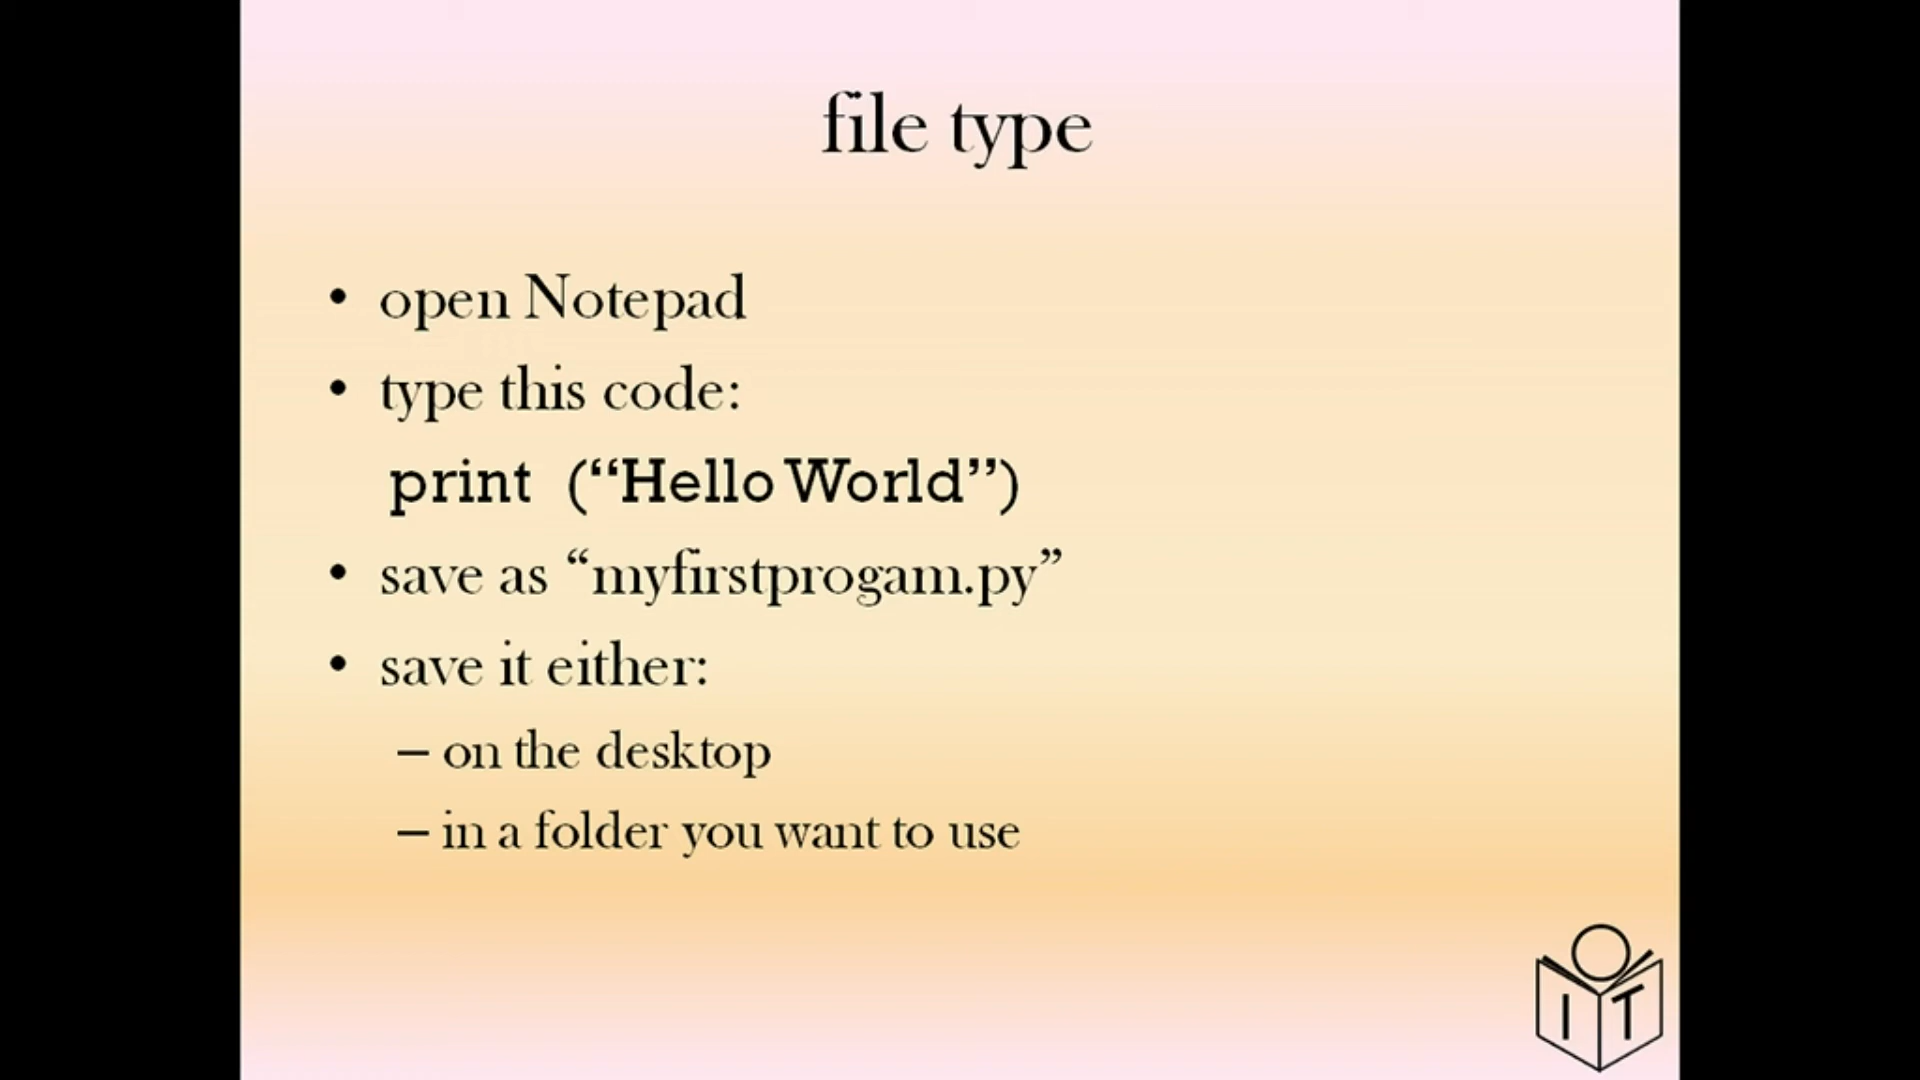 file type
• open Notepad
• type this code:
print (“Hello World”)
• save as “myfirstprogam.py”
• save it either:
– on the desktop
– in a folder you want to use
I T